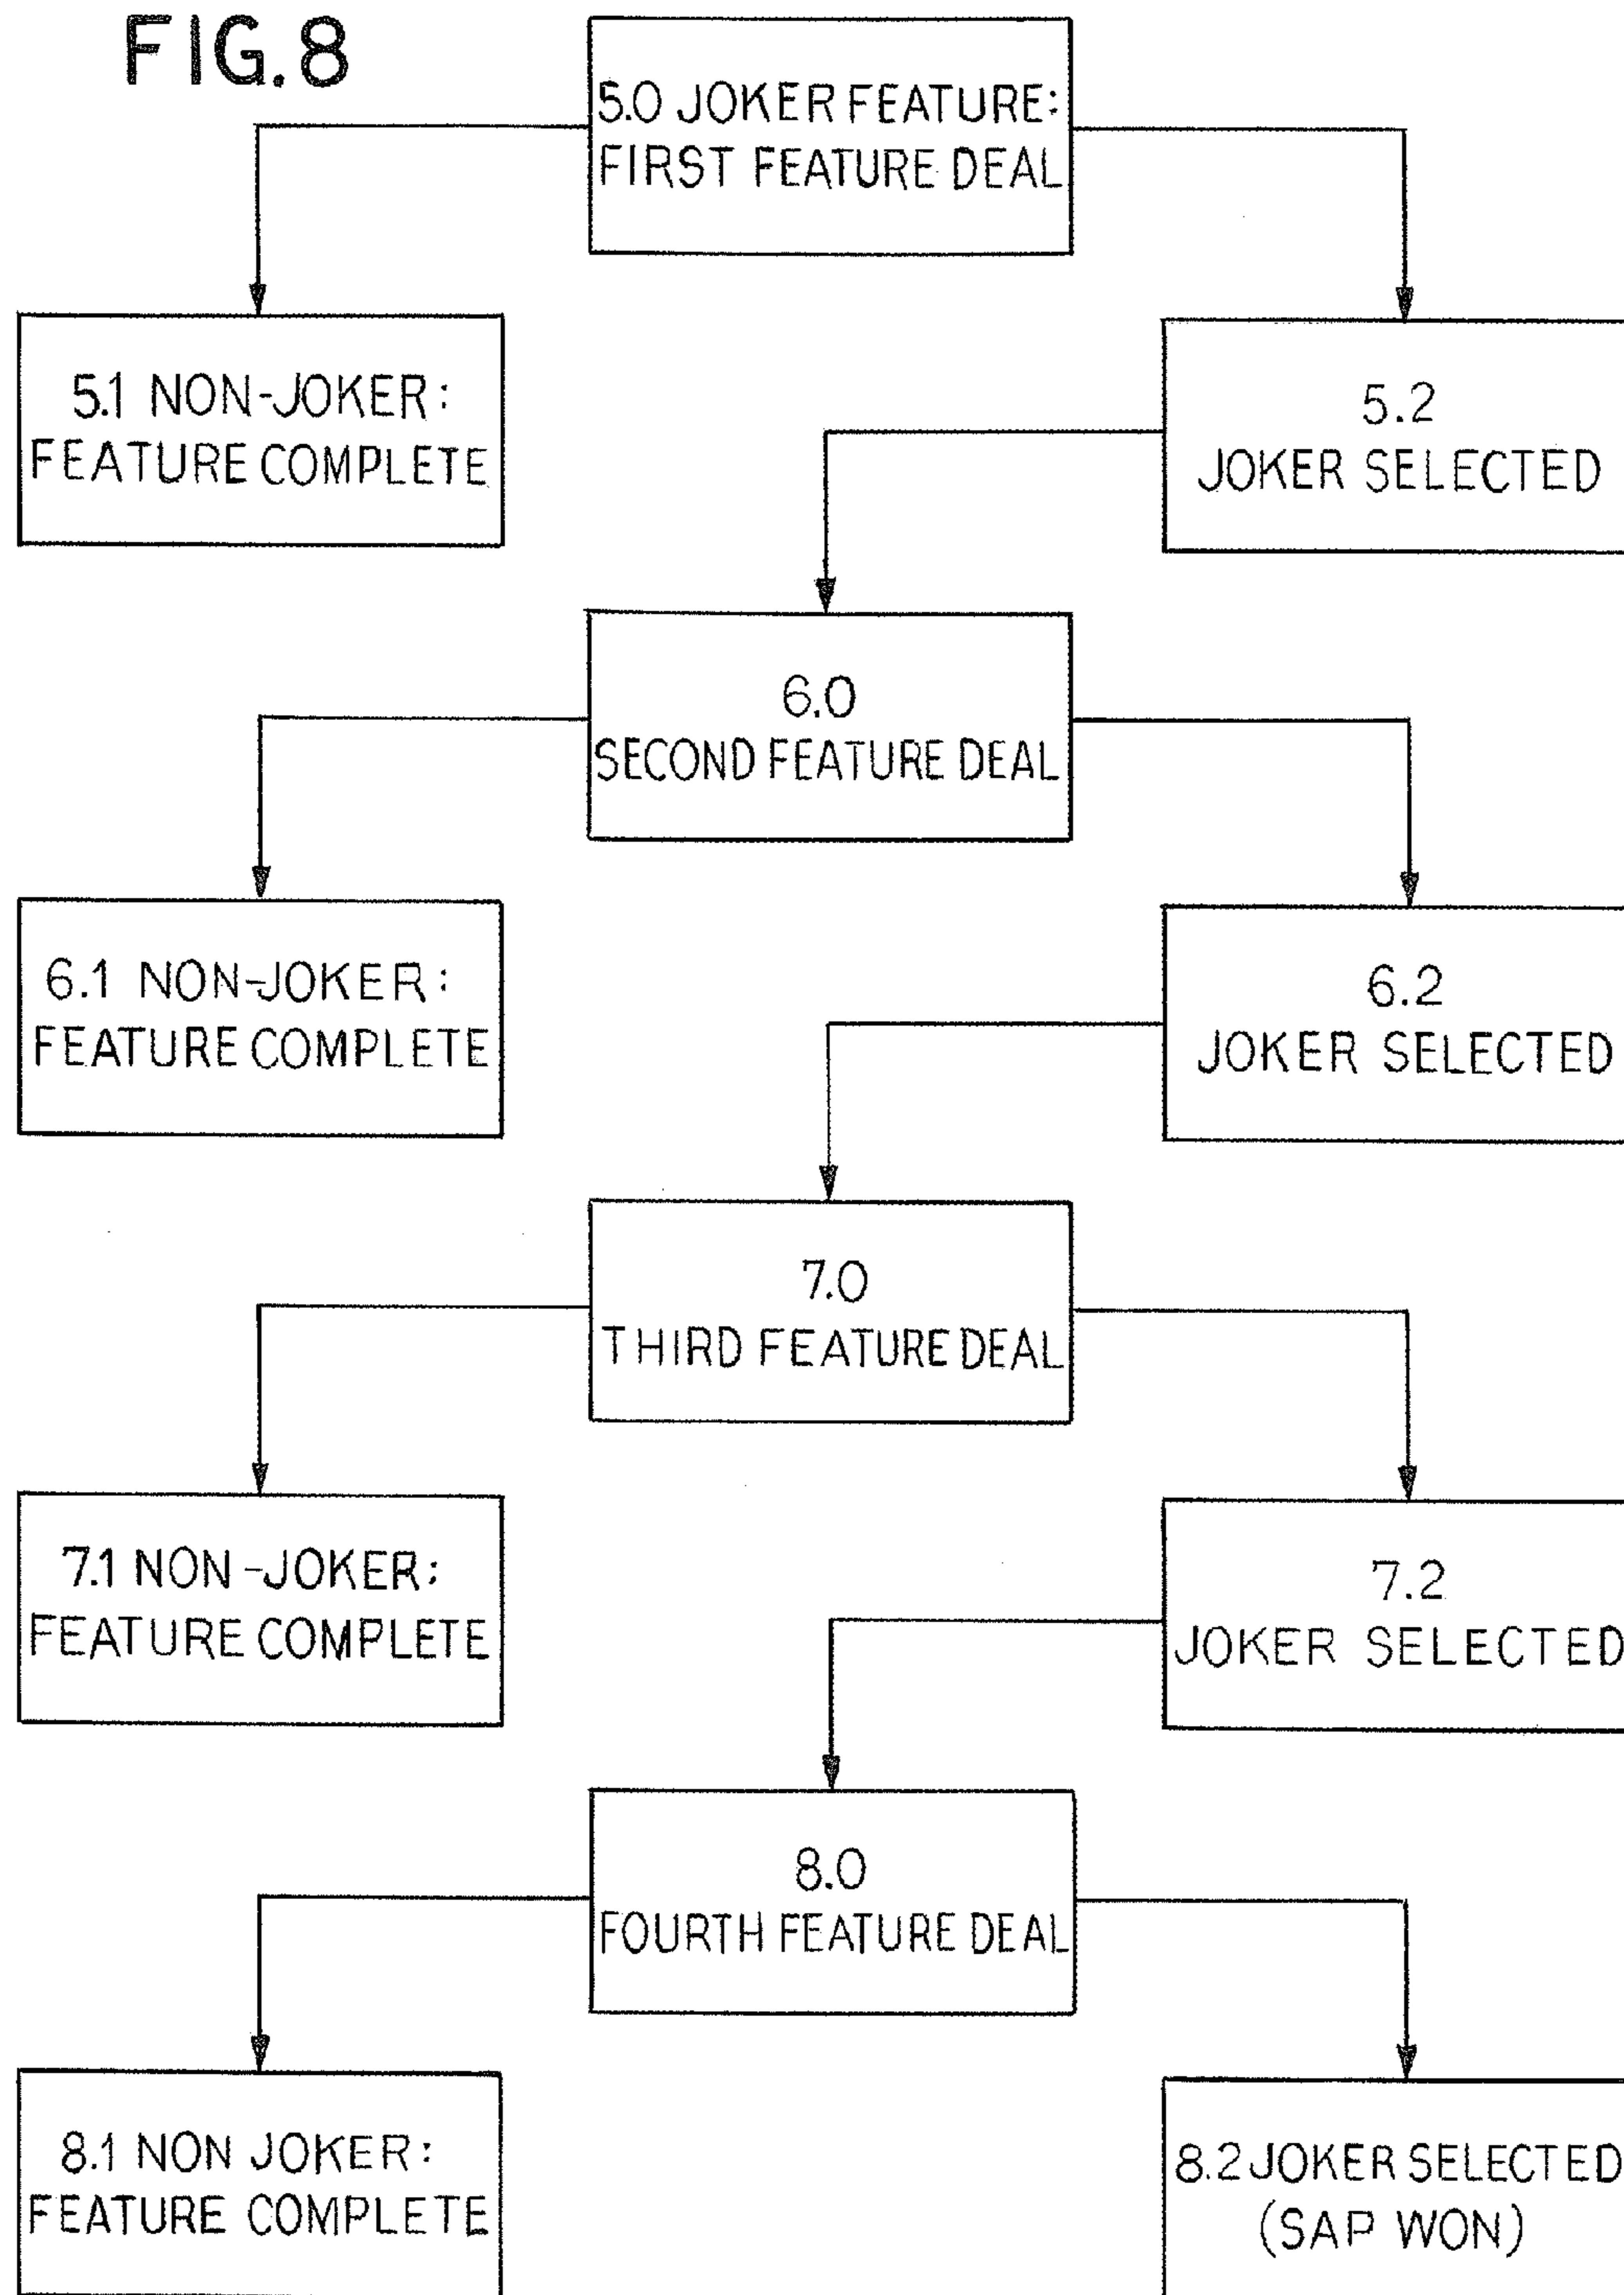 FIG.8
5.0 JOKER FEATURE:
FIRST FEATURE DEAL
5.1 NON-JOKER:
FEATURE COMPLETE
5.2
JOKER SELECTED
6.0
SECOND FEATURE DEAL
6.1 NON-JOKER:
FEATURE COMPLETE
6.2
JOKER SELECTED
7.0
THIRD FEATURE DEAL
7.1 NON-JOKER:
FEATURE COMPLETE
7.2
JOKER SELECTED
8.0
FOURTH FEATURE DEAL
8.1 NON JOKER:
FEATURE COMPLETE
8.2 JOKER SELECTED
(SAP WON)